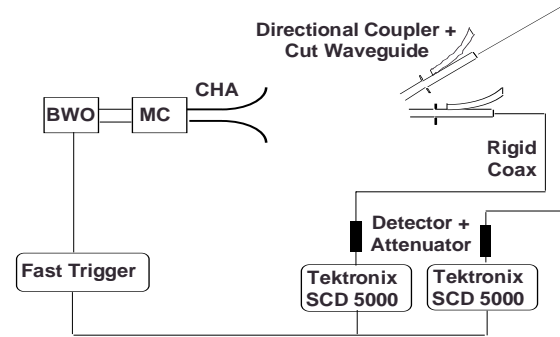 Directional Coupler +
Cut Waveguide
CHA
BWO
MC
Rigid
Coax
Detector +
Attenuator
Fast Trigger
Tektronix
SCD 5000
Tektronix
SCD 5000